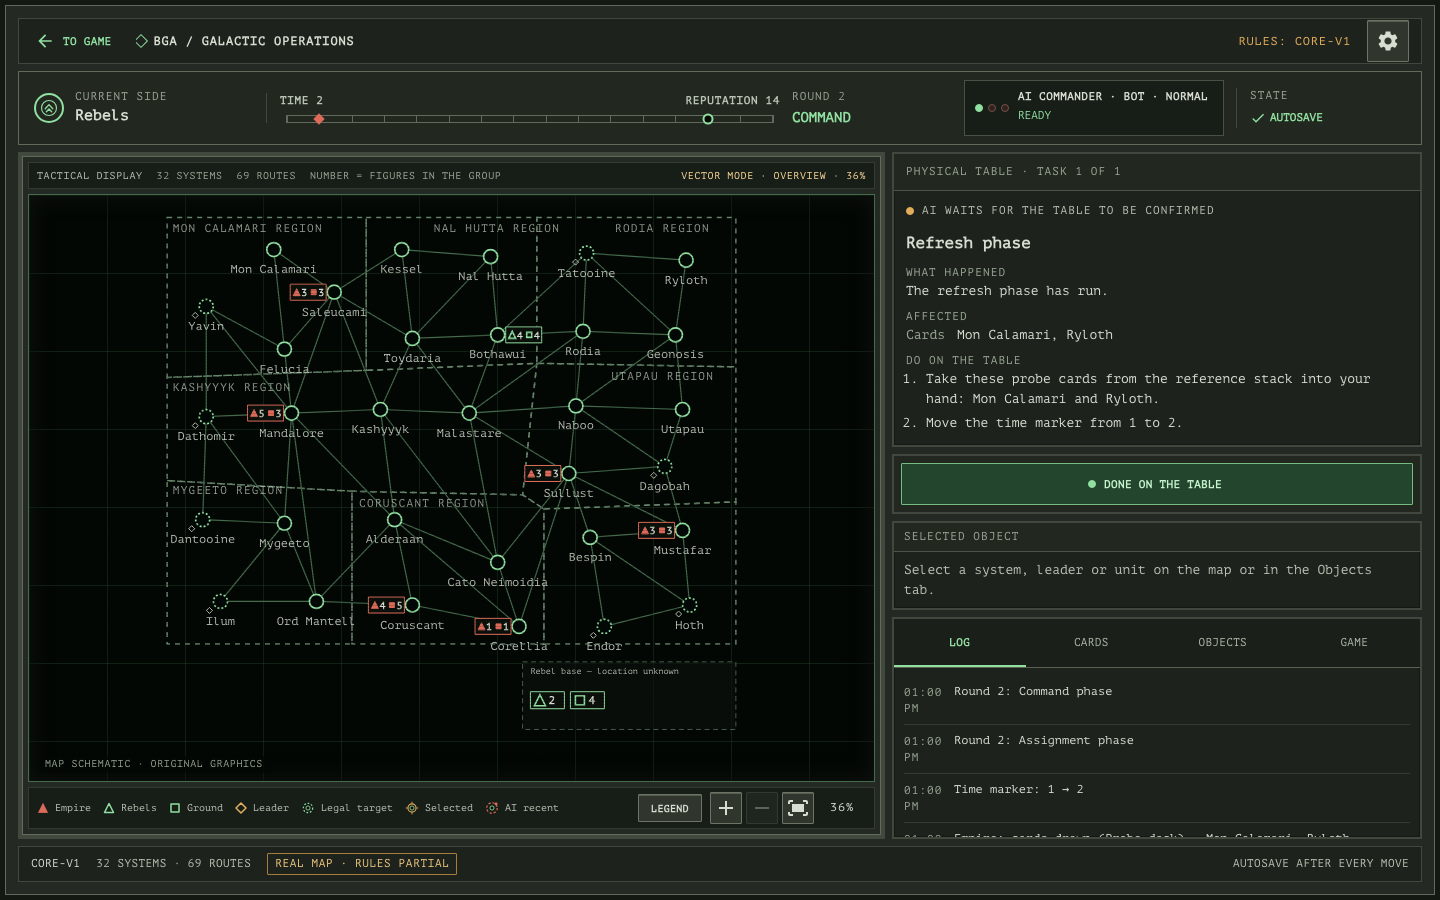 TO GAME
BGA / GALACTIC OPERATIONS
RULES: CORE-V1
CURRENT SIDE
Rebels
TIME 2
REPUTATION 14
ROUND 2
COMMAND
AI COMMANDER · BOT · NORMAL
READY
STATE
AUTOSAVE
TACTICAL DISPLAY 32 SYSTEMS 69 ROUTES NUMBER = FIGURES IN THE GROUP
VECTOR MODE · OVERVIEW · 36%
MON CALAMARI REGION
NAL HUTTA REGION
RODIA REGION
Mon Calamari
Kessel
Nal Hutta
Tatooine
Ryloth
3 3
Saleucami
Yavin
Toydaria
Bothawui
4 4
Rodia
Geonosis
Felucia
KASHYYYK REGION
UTAPAU REGION
5 3
Dathomir
Mandalore
Kashyyyk
Malastare
Naboo
Utapau
3 3
Sullust
Dagobah
MYGEETO REGION
CORUSCANT REGION
Dantooine
Mygeeto
Alderaan
Bespin
3 3
Mustafar
Cato Neimoidia
Ilum
Ord Mantell
4 5
Coruscant
1 1
Corellia
Endor
Hoth
Rebel base — location unknown
2
4
MAP SCHEMATIC · ORIGINAL GRAPHICS
Empire
Rebels
Ground
Leader
Legal target
Selected
AI recent
LEGEND
36%
PHYSICAL TABLE · TASK 1 OF 1
AI WAITS FOR THE TABLE TO BE CONFIRMED
Refresh phase
WHAT HAPPENED
The refresh phase has run.
AFFECTED
Cards Mon Calamari, Ryloth
DO ON THE TABLE
1. Take these probe cards from the reference stack into your
hand: Mon Calamari and Ryloth.
2. Move the time marker from 1 to 2.
DONE ON THE TABLE
SELECTED OBJECT
Select a system, leader or unit on the map or in the Objects
tab.
LOG
CARDS
OBJECTS
GAME
01:00 PM Round 2: Command phase
01:00 PM Round 2: Assignment phase
01:00 PM Time marker: 1 → 2
01:00 Empire: cards drawn (Probe deck) — Mon Calamari, Ryloth
CORE-V1
32 SYSTEMS · 69 ROUTES
REAL MAP · RULES PARTIAL
AUTOSAVE AFTER EVERY MOVE